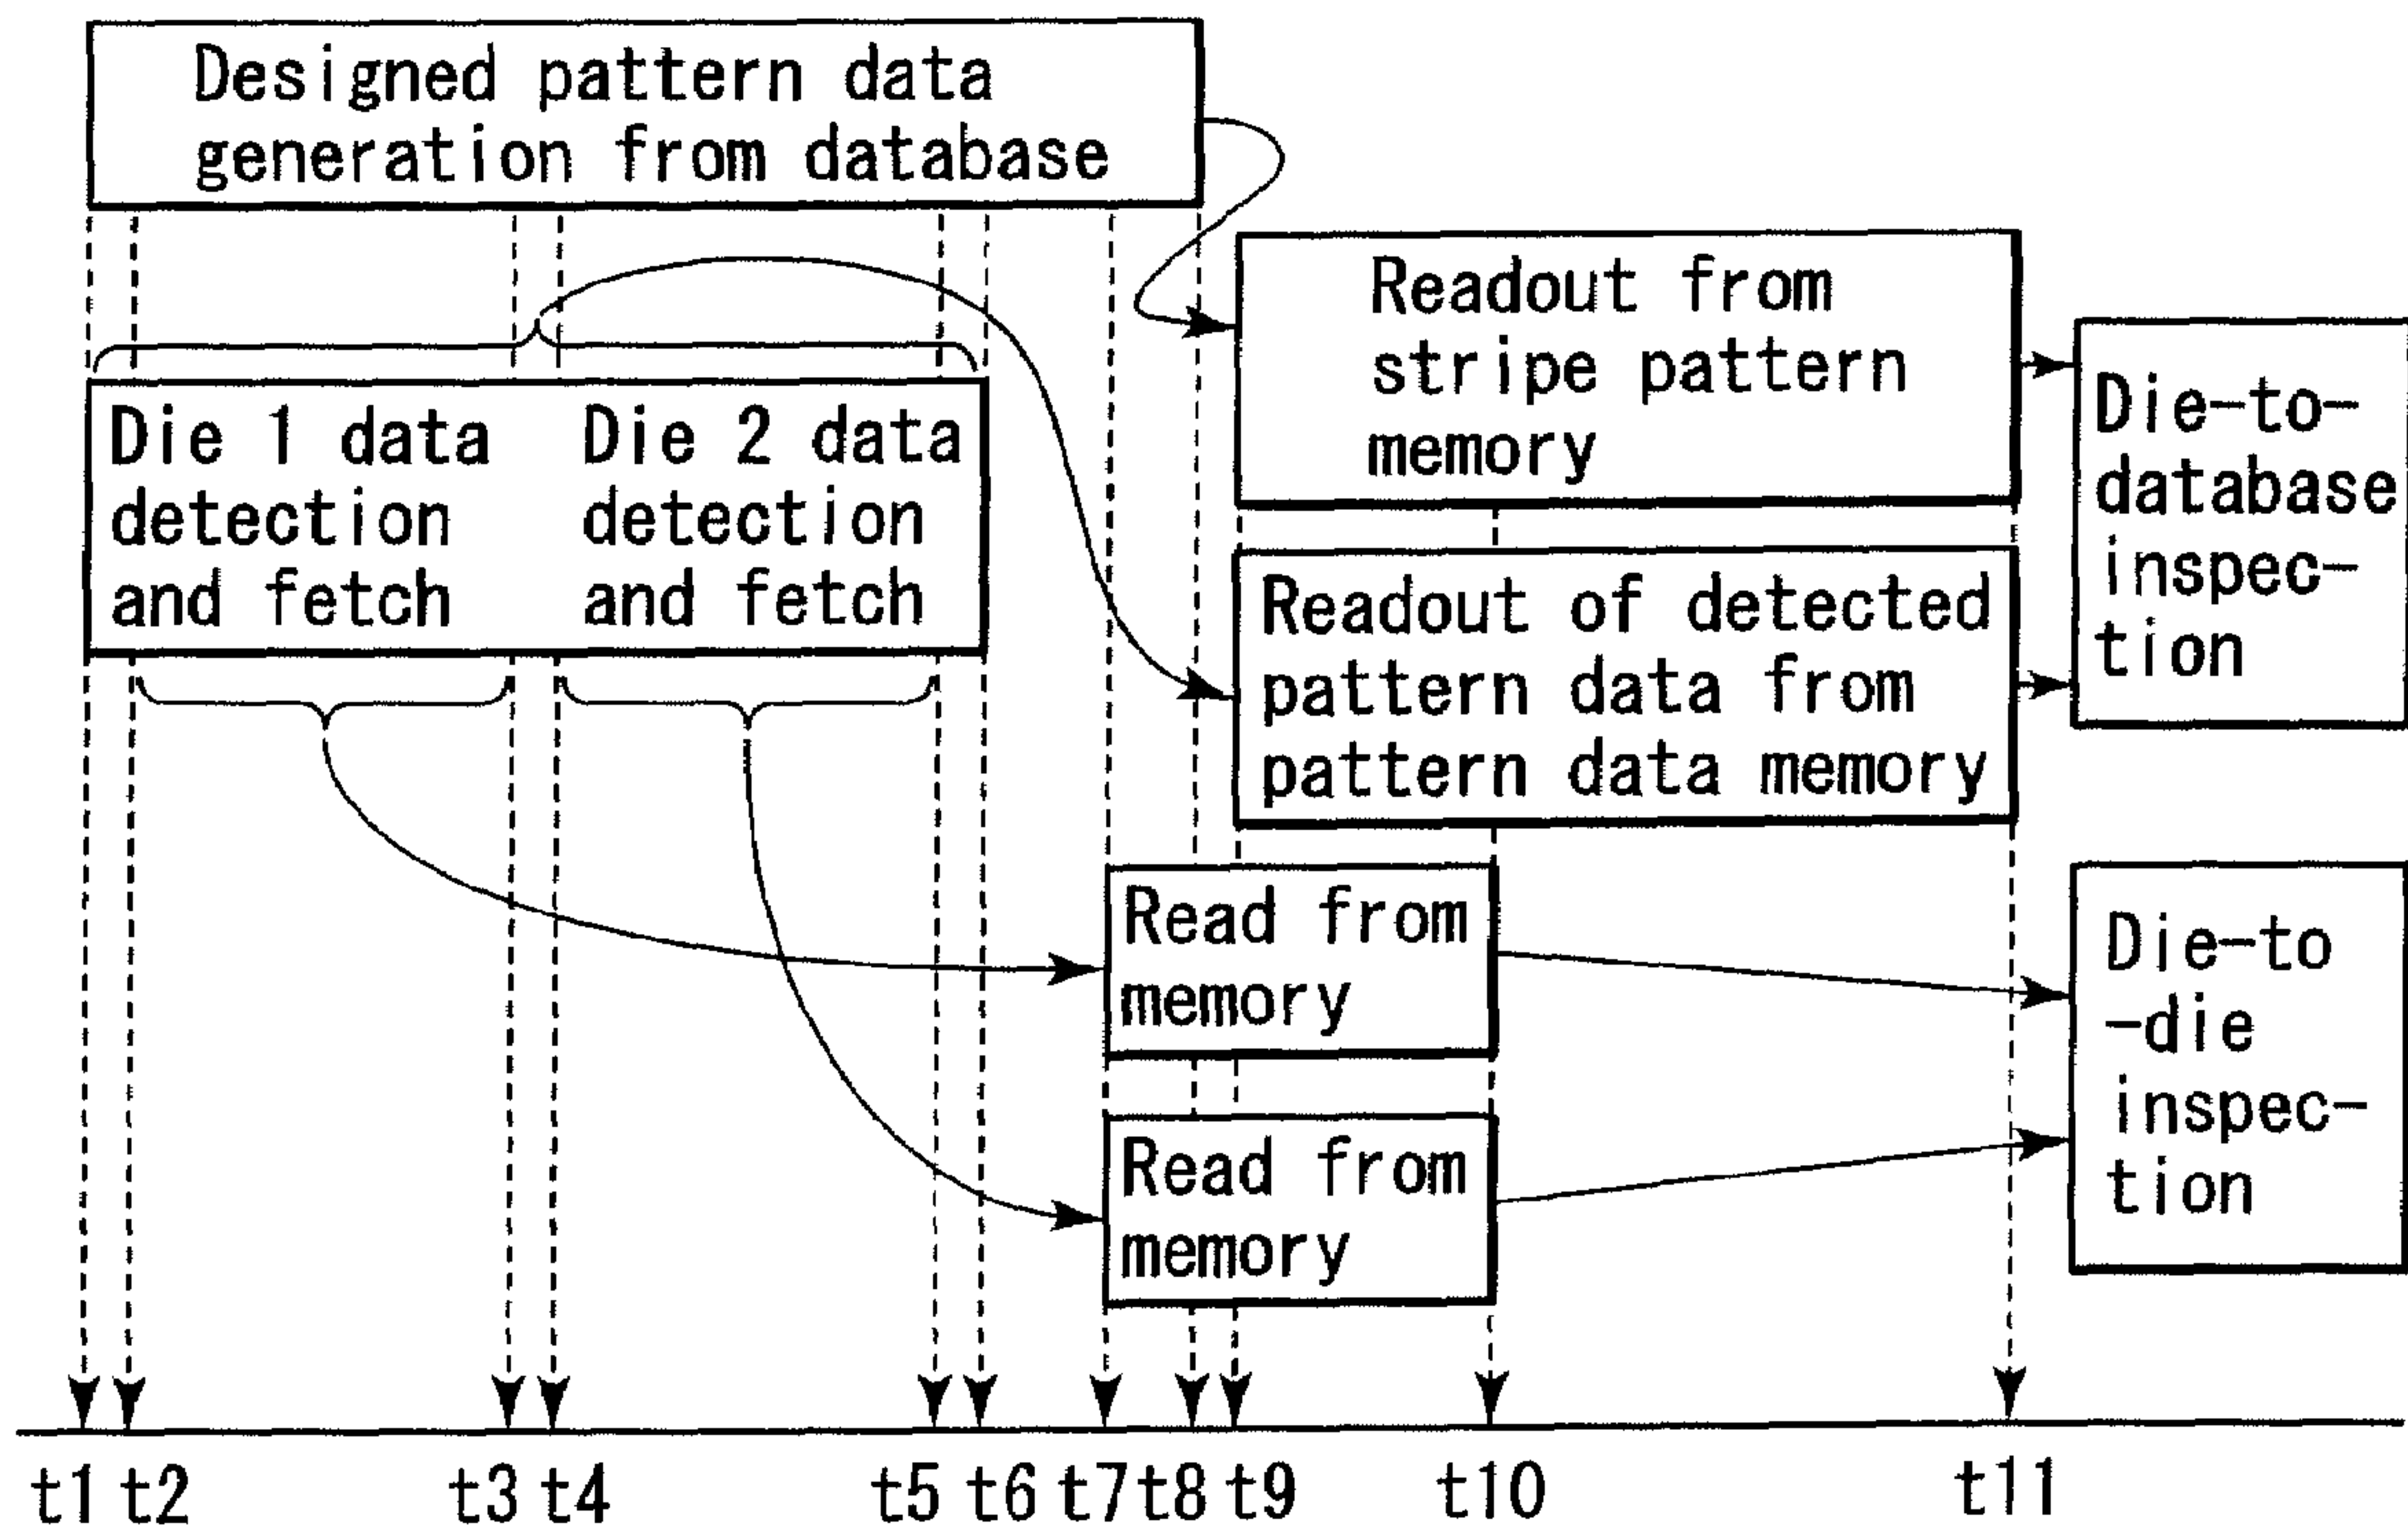 Designed pattern data
generation from database
Readout from
stripe pattern
memory
Die-to-
database
inspec-
tion
Die 1 data
detection
and fetch
Die 2 data
detection
and fetch
Readout of detected
pattern data from
pattern data memory
Read from
memory
Die-to
-die
inspec-
tion
Read from
memory
t1 t2 t3 t4 t5 t6 t7 t8 t9 t10 t11